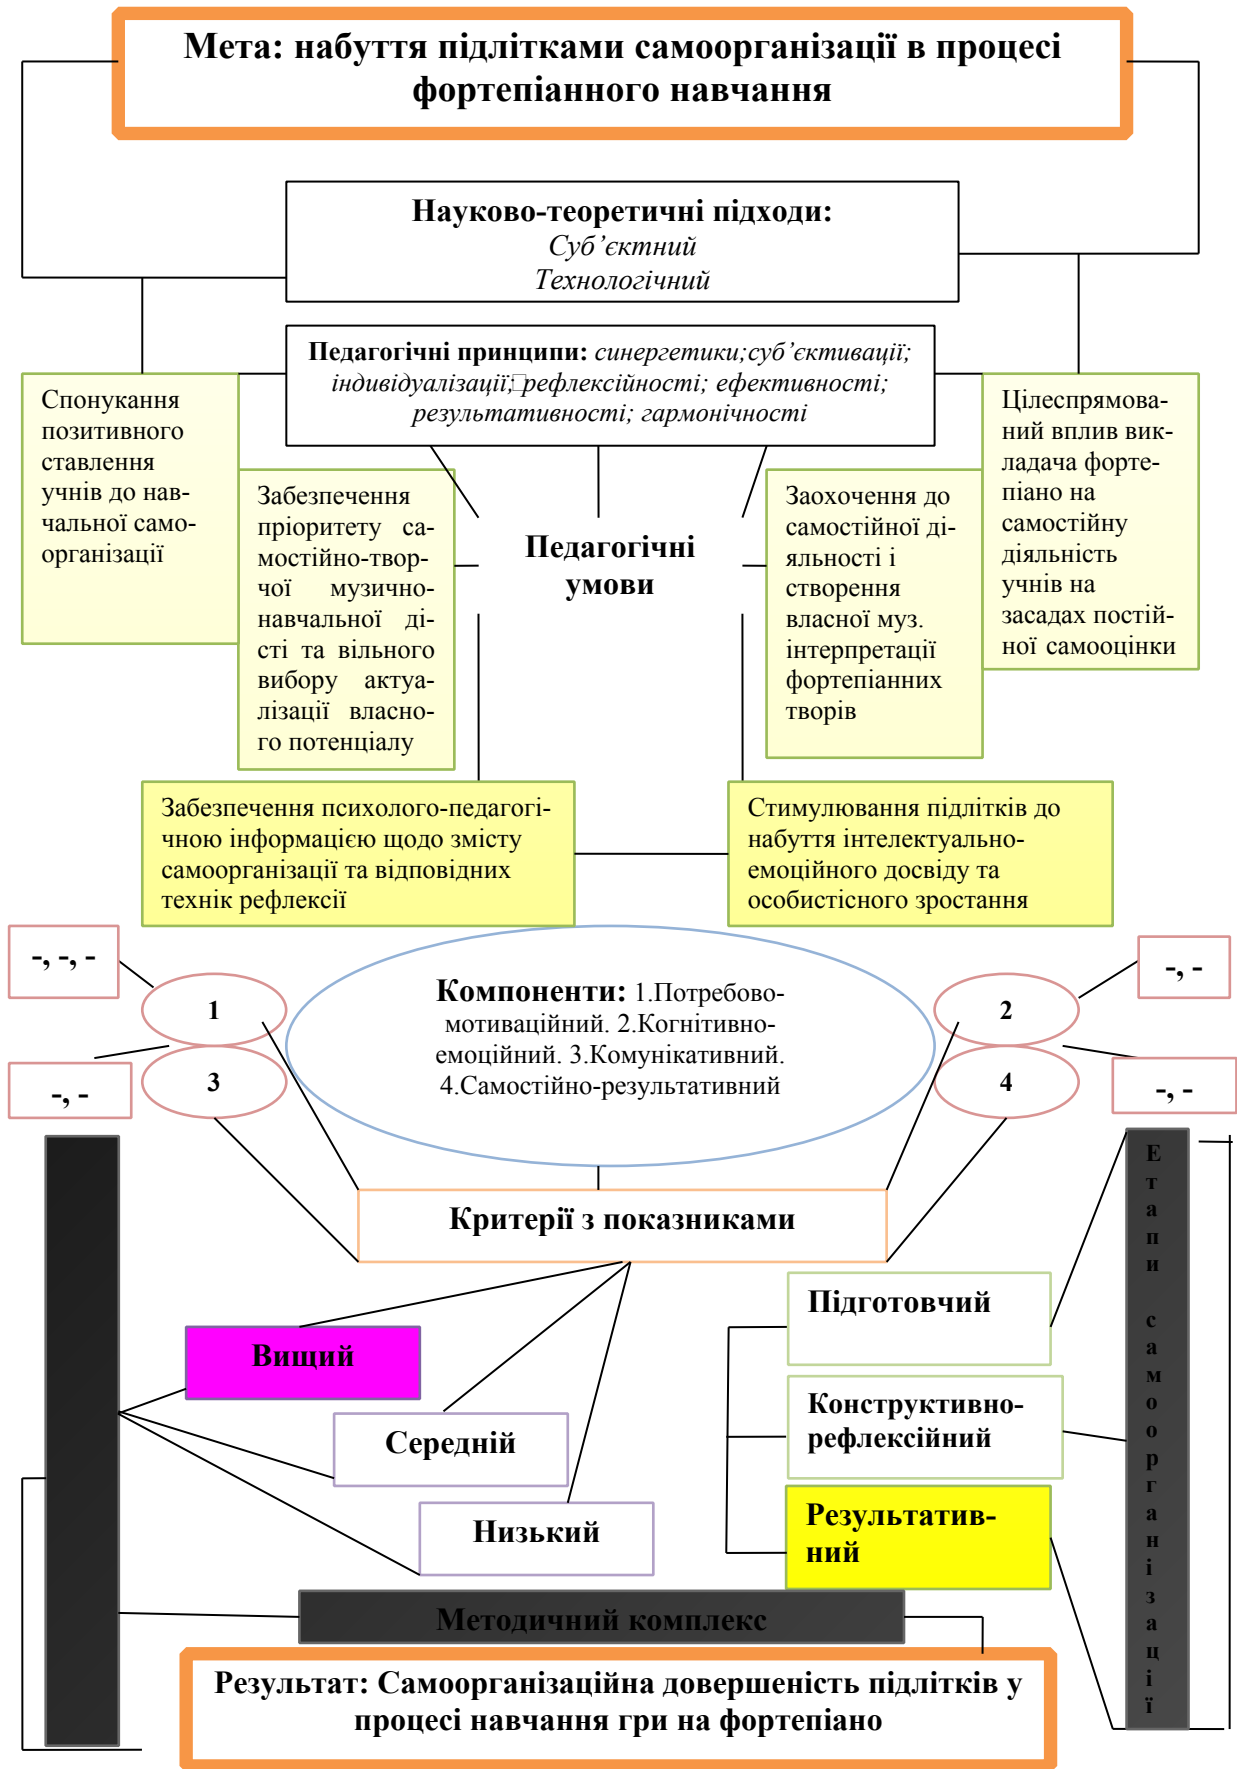 Мета: набуття підлітками самоорганізації в процесі
фортепіанного навчання
Науково-теоретичні підходи:
Суб’єктний
Технологічний
Педагогічні принципи: синергетики;суб’єктивації;
індивідуалізації; рефлексійності; ефективності;
результативності; гармонічності
Спонукання
позитивного
ставлення
учнів до нав-
чальної само-
організації
Забезпечення
пріоритету са-
мостійно-твор-
чої музично-
навчальної ді-
сті та вільного
вибору актуа-
лізації власно-
го потенціалу
Педагогічні
умови
Заохочення до
самостійної ді-
яльності і
створення
власної муз.
інтерпретації
фортепіанних
творів
Цілеспрямова-
ний вплив вик-
ладача форте-
піано на
самостійну
діяльність
учнів на
засадах постій-
ної самооцінки
Забезпечення психолого-педагогі-
чною інформацією щодо змісту
самоорганізації та відповідних
технік рефлексії
Стимулювання підлітків до
набуття інтелектуально-
емоційного досвіду та
особистісного зростання
-, -, -
1
3
-, -
Компоненти: 1.Потребово-
мотиваційний. 2.Когнітивно-
емоційний. 3.Комунікативний.
4.Самостійно-результативний
2
4
-, -
-, -
Критерії з показниками
Вищий
Середній
Низький
Підготовчий
Конструктивно-
рефлексійний
Результатив-
ний
Етапи самоорганізації
Методичний комплекс
Результат: Самоорганізаційна довершеність підлітків у
процесі навчання гри на фортепіано